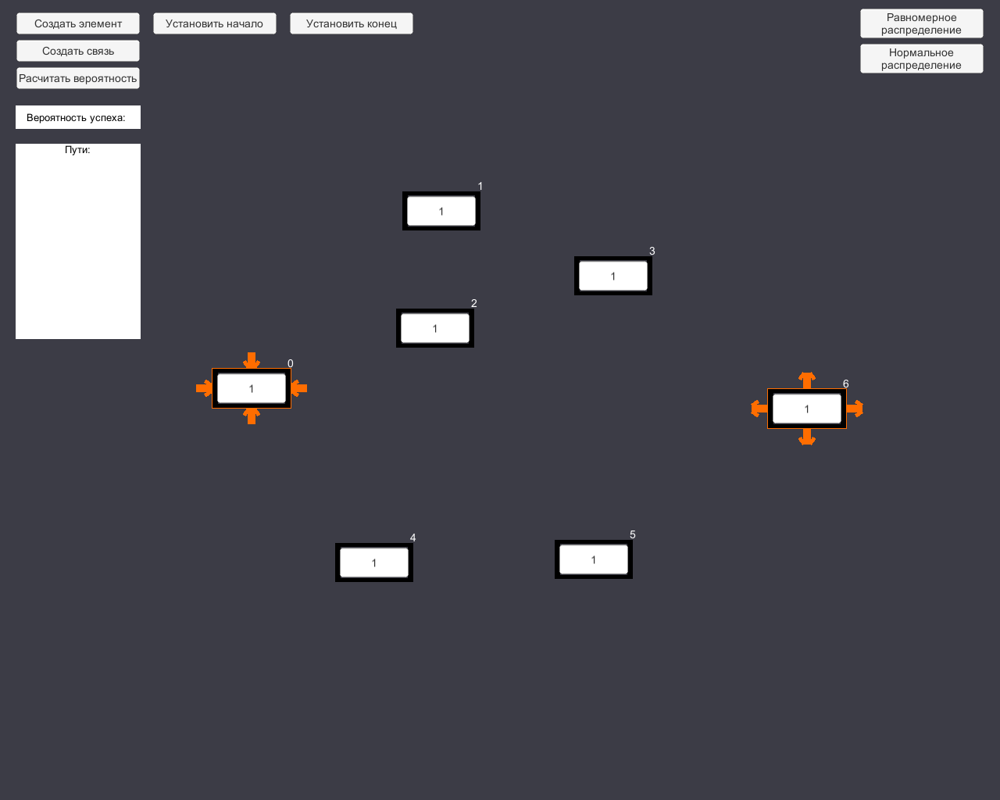 Создать элемент
Установить начало
Установить конец
Равномерное
распределение
Создать связь
Нормальное
распределение
Расчитать вероятность
Вероятность успеха:
Пути:
1
1
3
1
2
1
0
1
6
1
4
1
5
1